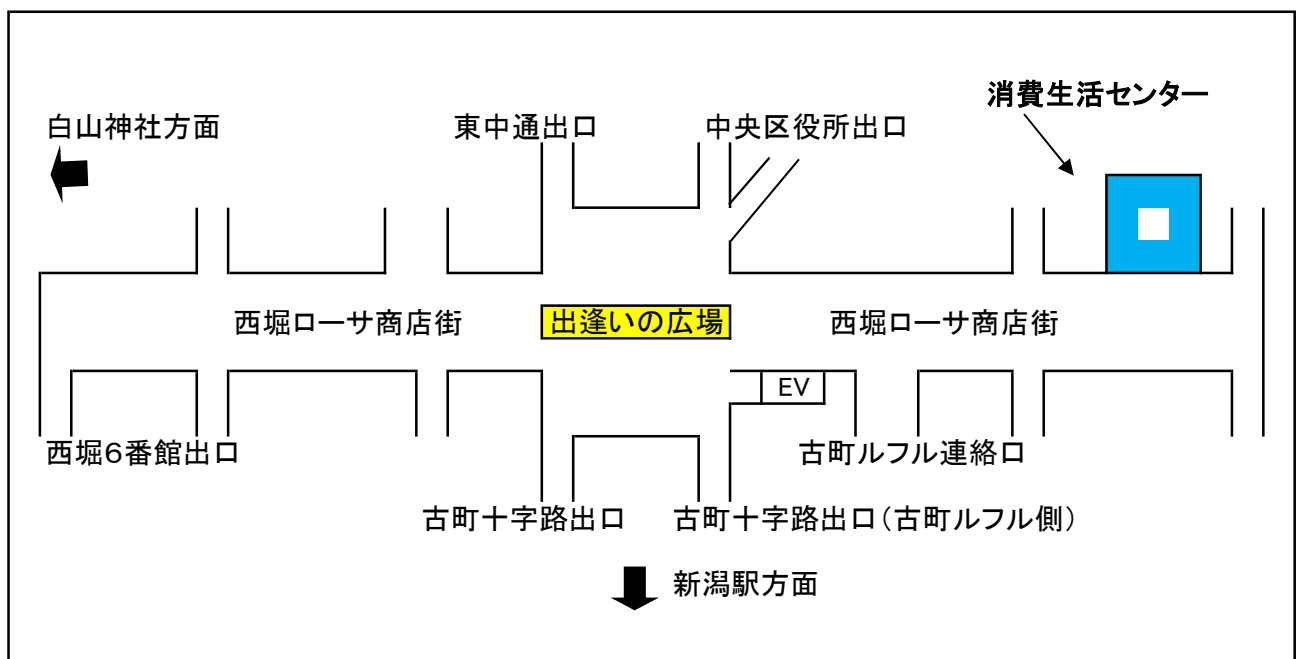 消費生活センター
白山神社方面
東中通出口
中央区役所出口
西堀ローサ商店街
出逢いの広場
西堀ローサ商店街
EV
西堀6番館出口
古町ルフル連絡口
古町十字路出口
古町十字路出口(古町ルフル側)
新潟駅方面